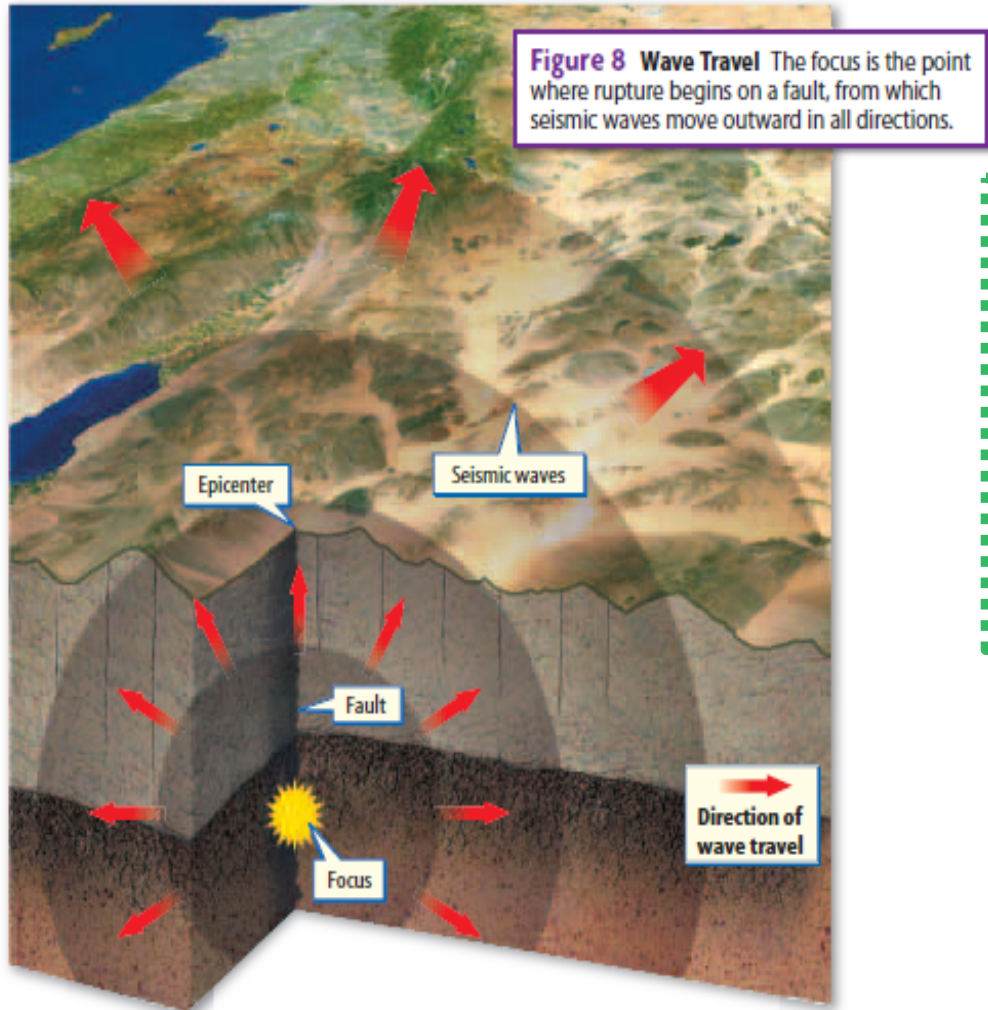 Figure 8 Wave Travel The focus is the point
where rupture begins on a fault, from which
seismic waves move outward in all directions.
Seismic waves
Epicenter
Fault
Direction of
wave travel
Focus